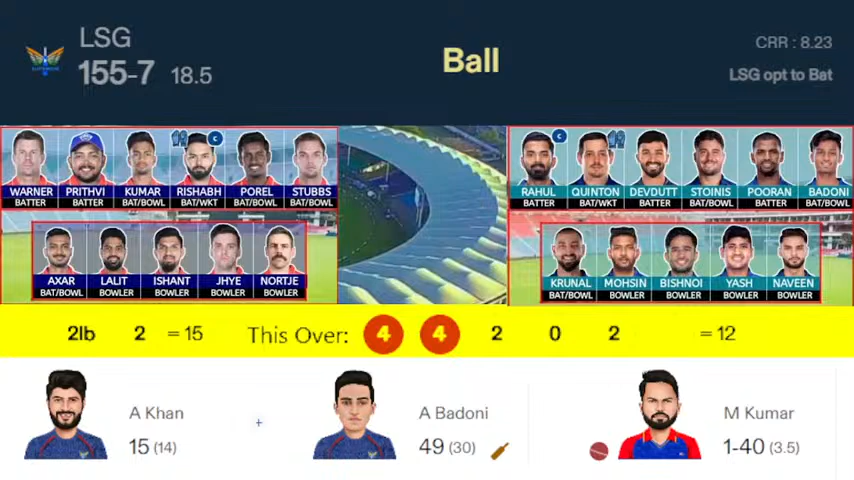 LSG
155-7 18.5
Ball
CRR : 8.23
LSG opt to Bat
WARNER PRITHVI KUMAR RISHABH POREL STUBBS
BATTER BATTER BAT/BOWL BAT/WKT BAT/BOWL BAT/BOWL
AXAR LALIT ISHANT JHYE NORTJE
BAT/BOWL BOWLER BOWLER BOWLER BOWLER
C
RAHUL QUINTON DEVDUTT STOINIS POORAN BADONI
BATTER BAT/WKT BATTER BAT/BOWL BATTER BAT/BOWL
KRUNAL MOHSIN BISHNOI YASH NAVEEN
BAT/BOWL BOWLER BOWLER BOWLER BOWLER
2lb 2 = 15 This Over: 4 4 2 0 2 = 12
A Khan
15 (14)
A Badoni
49 (30)
M Kumar
1-40 (3.5)